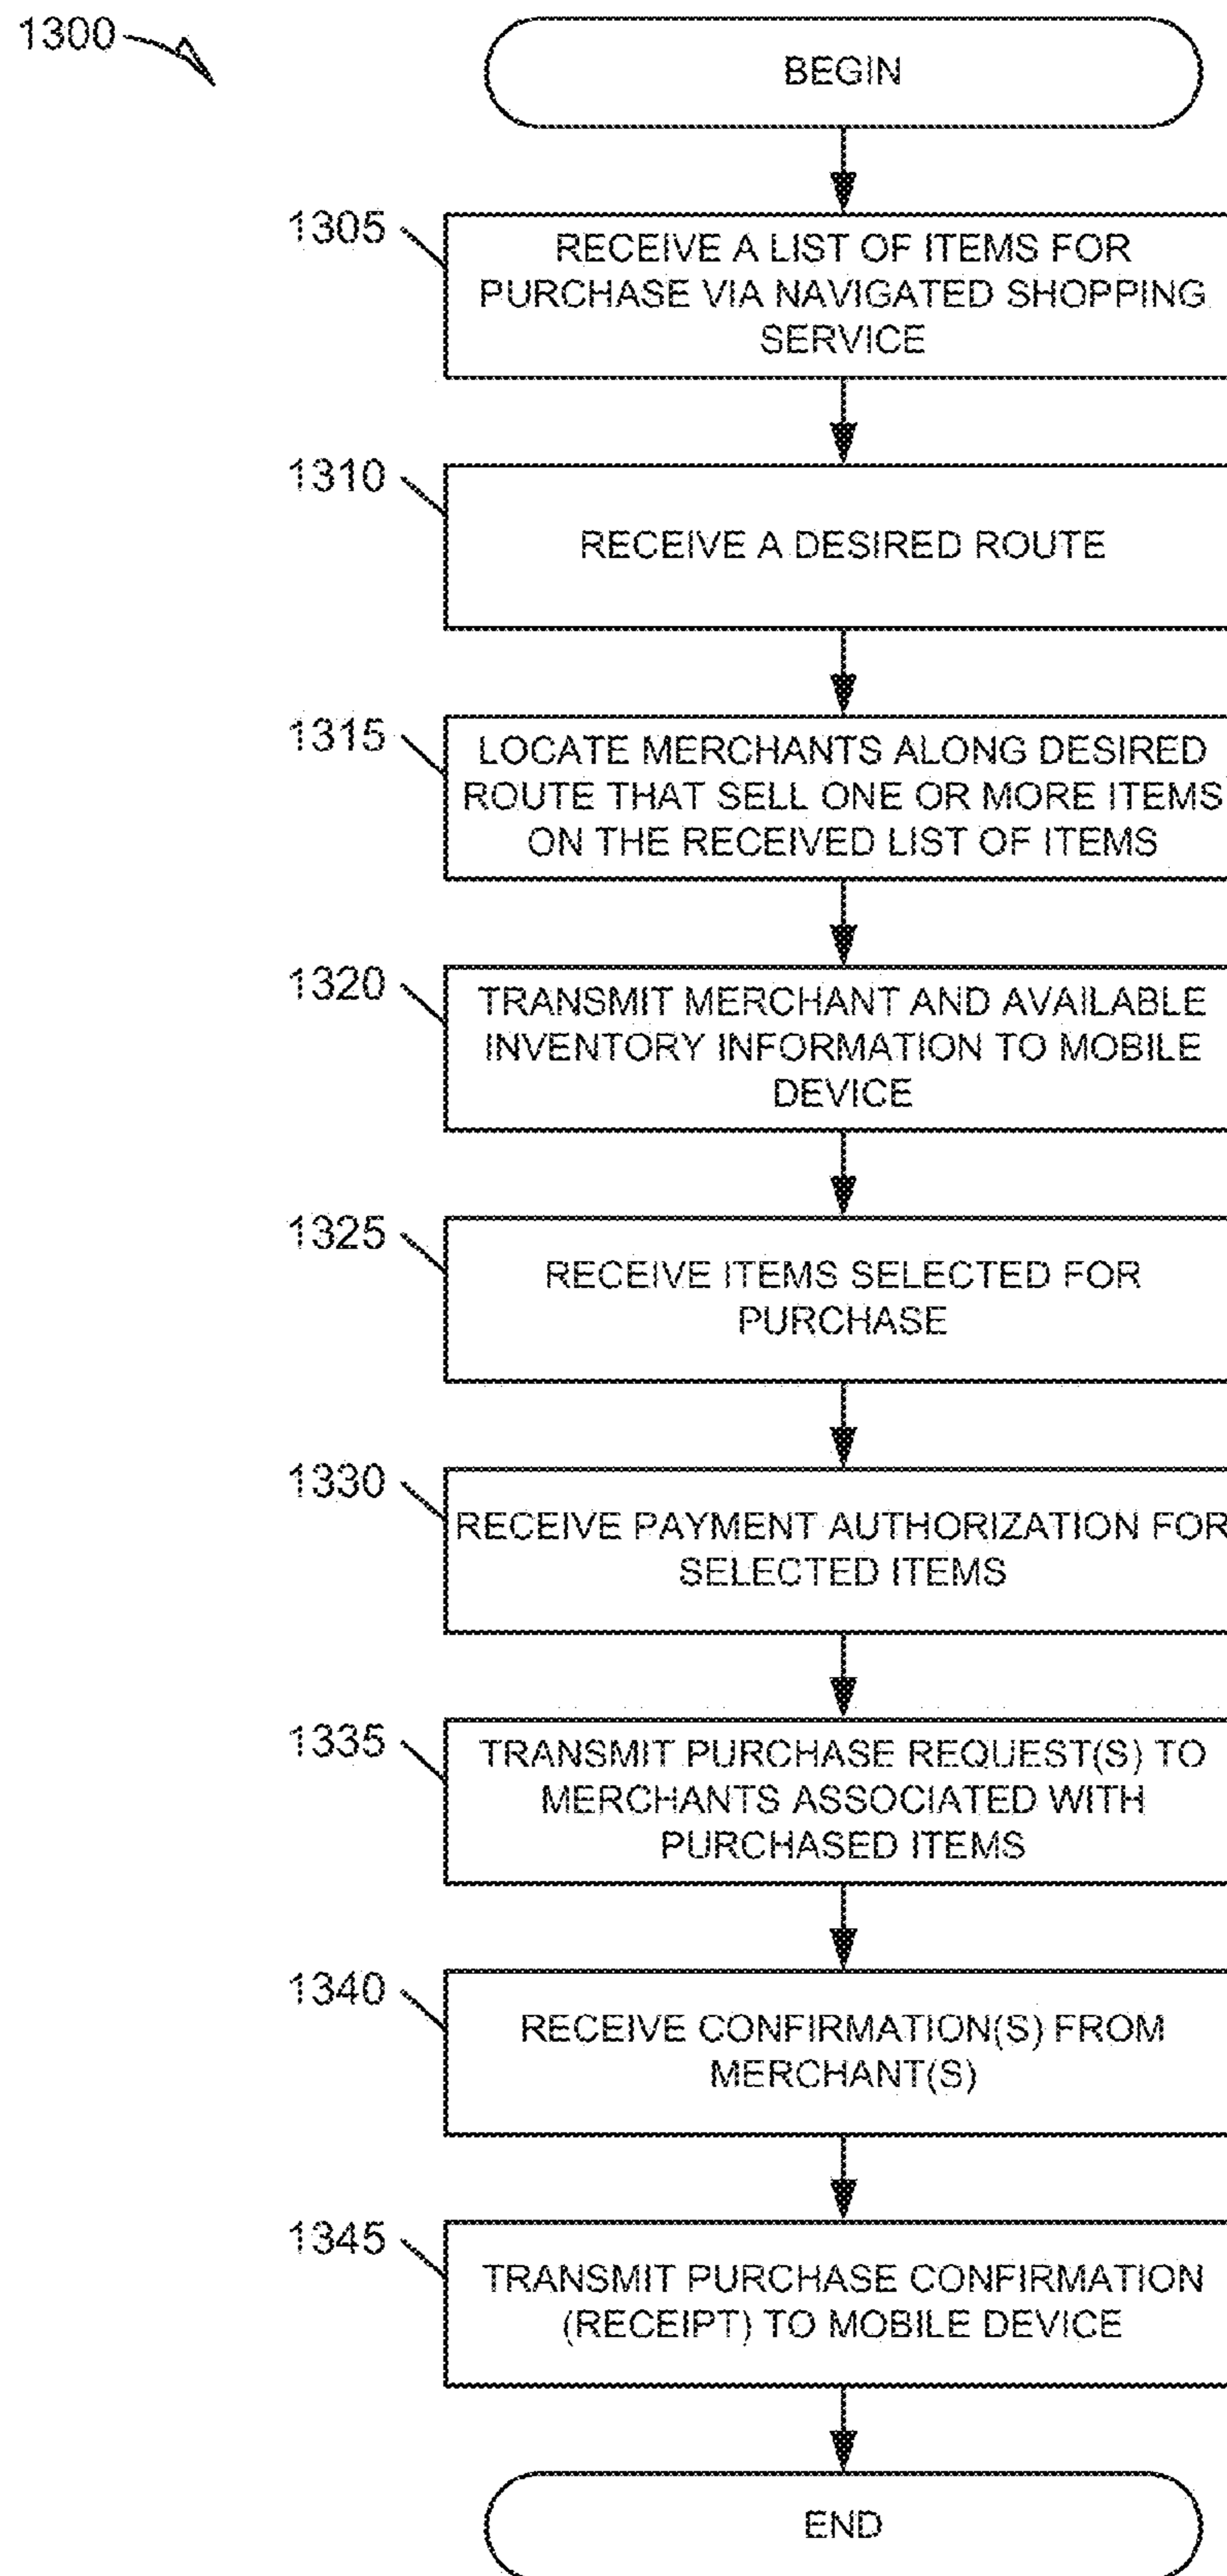 1300
BEGIN
1305
RECEIVE A LIST OF ITEMS FOR
PURCHASE VIA NAVIGATED SHOPPING
SERVICE
1310
RECEIVE A DESIRED ROUTE
1315
LOCATE MERCHANTS ALONG DESIRED
ROUTE THAT SELL ONE OR MORE ITEMS
ON THE RECEIVED LIST OF ITEMS
1320
TRANSMIT MERCHANT AND AVAILABLE
INVENTORY INFORMATION TO MOBILE
DEVICE
1325
RECEIVE ITEMS SELECTED FOR
PURCHASE
1330
RECEIVE PAYMENT AUTHORIZATION FOR
SELECTED ITEMS
1335
TRANSMIT PURCHASE REQUEST(S) TO
MERCHANTS ASSOCIATED WITH
PURCHASED ITEMS
1340
RECEIVE CONFIRMATION(S) FROM
MERCHANT(S)
1345
TRANSMIT PURCHASE CONFIRMATION
(RECEIPT) TO MOBILE DEVICE
END